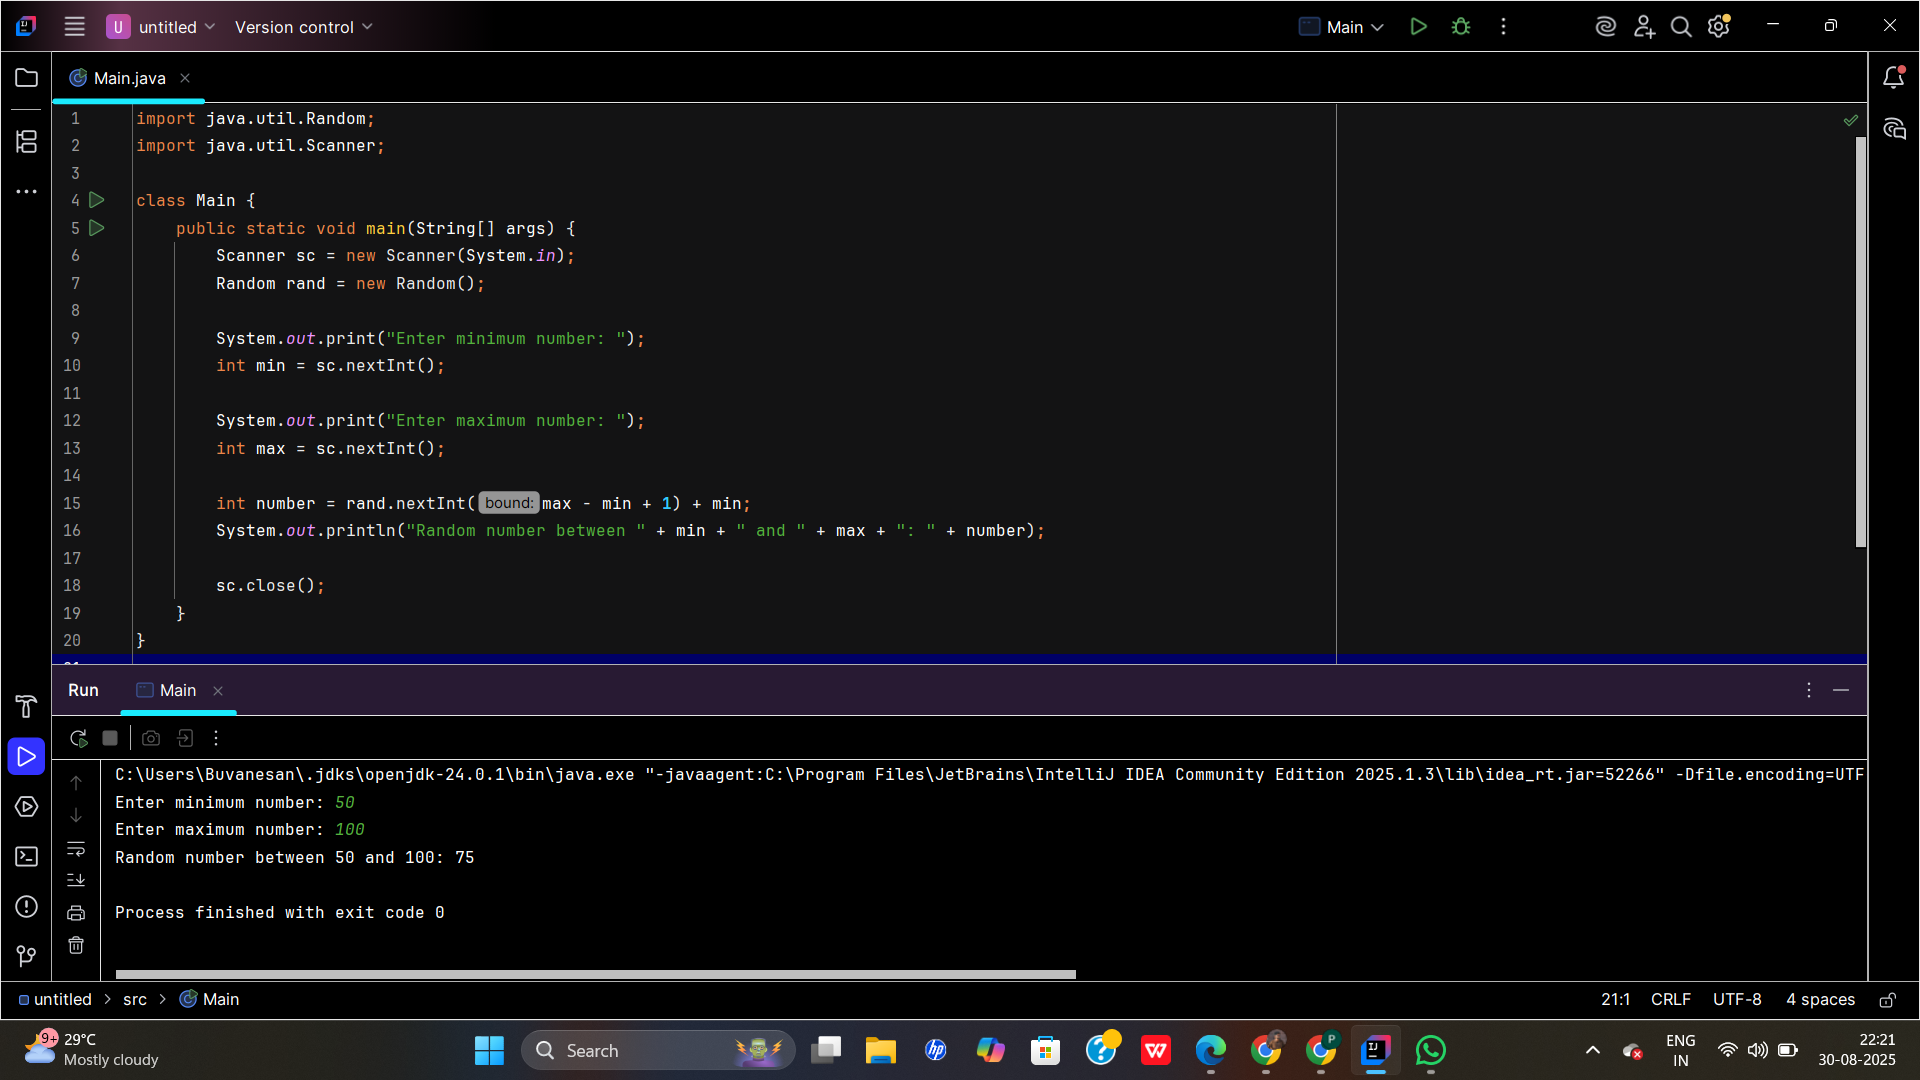 U untitled Version control Main
Main.java
1 import java.util.Random;
2 import java.util.Scanner;
3
4 class Main {
5 public static void main(String[] args) {
6 Scanner sc = new Scanner(System.in);
7 Random rand = new Random();
8
9 System.out.print("Enter minimum number: ");
10 int min = sc.nextInt();
11
12 System.out.print("Enter maximum number: ");
13 int max = sc.nextInt();
14
15 int number = rand.nextInt( bound: max - min + 1) + min;
16 System.out.println("Random number between " + min + " and " + max + ": " + number);
17
18 sc.close();
19 }
20 }
Run Main
C:\Users\Buvanesan\.jdks\openjdk-24.0.1\bin\java.exe "-javaagent:C:\Program Files\JetBrains\IntelliJ IDEA Community Edition 2025.1.3\lib\idea_rt.jar=52266" -Dfile.encoding=UTF
Enter minimum number: 50
Enter maximum number: 100
Random number between 50 and 100: 75
Process finished with exit code 0
untitled > src > Main 21:1 CRLF UTF-8 4 spaces
9+ 29°C
Mostly cloudy
Search
hp
W
P
IJ
ENG
IN
22:21
30-08-2025